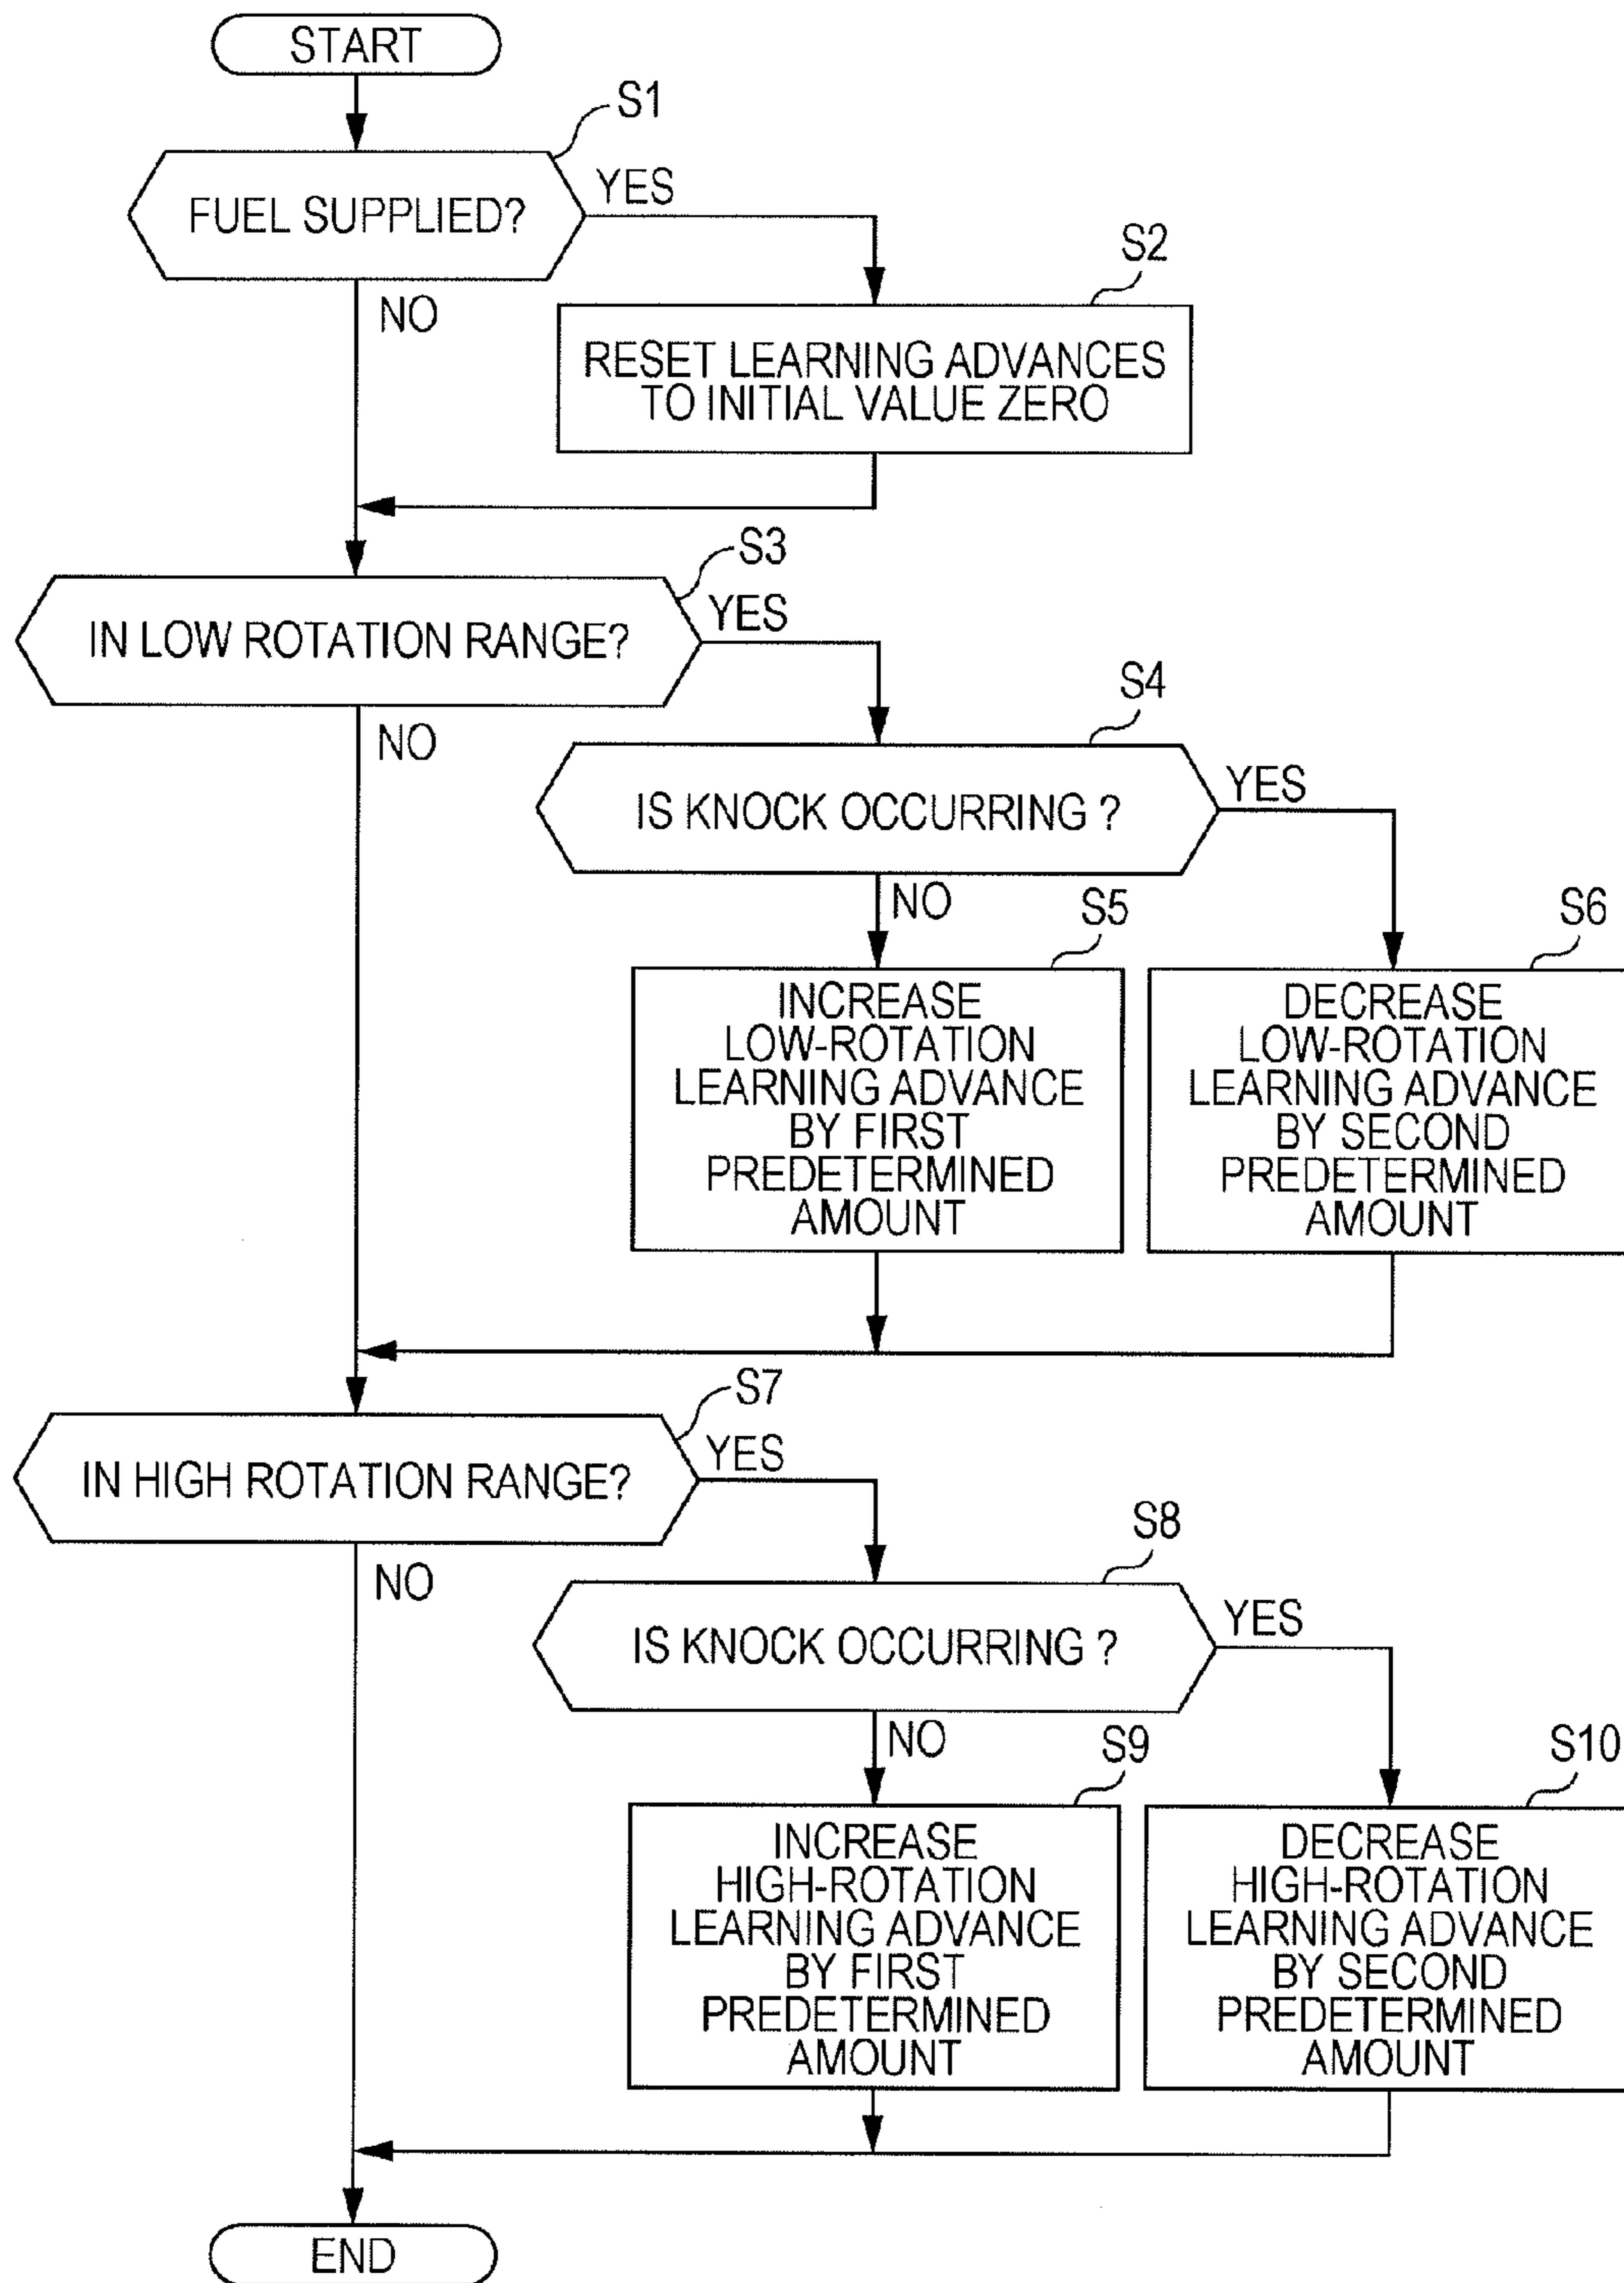 START
S1
FUEL SUPPLIED?
YES
NO
S2
RESET LEARNING ADVANCES
TO INITIAL VALUE ZERO
S3
IN LOW ROTATION RANGE?
YES
NO
S4
IS KNOCK OCCURRING ?
YES
NO
S5
INCREASE
LOW-ROTATION
LEARNING ADVANCE
BY FIRST
PREDETERMINED
AMOUNT
S6
DECREASE
LOW-ROTATION
LEARNING ADVANCE
BY SECOND
PREDETERMINED
AMOUNT
S7
IN HIGH ROTATION RANGE?
YES
NO
S8
IS KNOCK OCCURRING ?
YES
NO
S9
INCREASE
HIGH-ROTATION
LEARNING ADVANCE
BY FIRST
PREDETERMINED
AMOUNT
S10
DECREASE
HIGH-ROTATION
LEARNING ADVANCE
BY SECOND
PREDETERMINED
AMOUNT
END